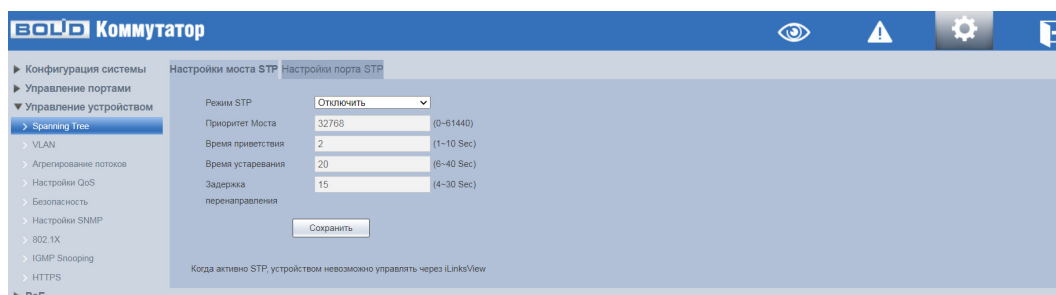 BOLID Коммутатор
Конфигурация системы
Управление портами
Управление устройством
Spanning Tree
VLAN
Агрегирование потоков
Настройки QoS
Безопасность
Настройки SNMP
802.1X
IGMP Snooping
HTTPS
PoE
Настройки моста STP Настройки порта STP
Режим STP Отключить
Приоритет Моста 32768 (0~61440)
Время приветствия 2 (1~10 Sec)
Время устаревания 20 (6~40 Sec)
Задержка 15 (4~30 Sec)
перенаправления
Сохранить
Когда активно STP, устройством невозможно управлять через iLinksView